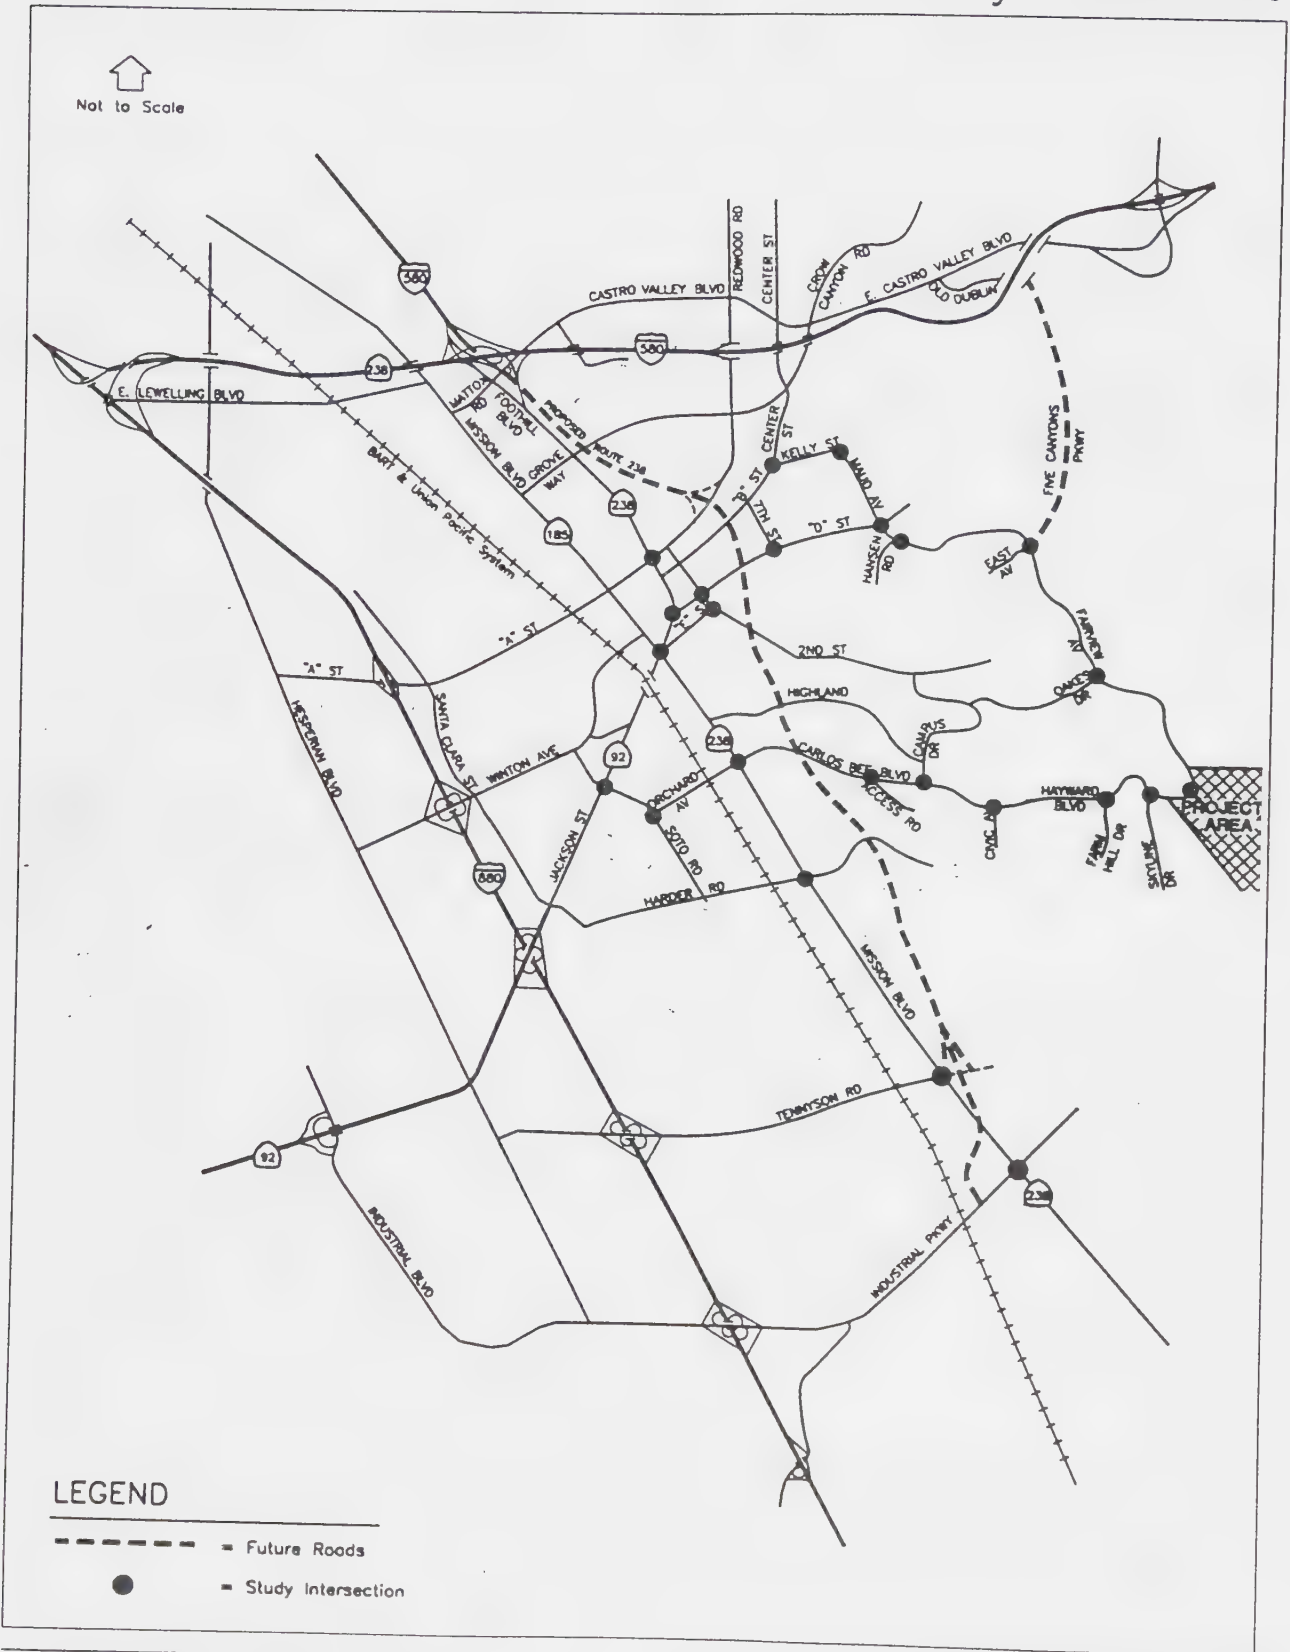 Not to Scale
580
REDWOOD RD
CENTER ST
CROW
CANYON RD
E. CASTRO VALLEY BLVD
OLD DUBLIN
CASTRO VALLEY BLVD
580
238
E. LEWELLING BLVD
MATTOX
RD
FOOTHILL
BLVD
PROPOSED ROUTE 238
MISSION BLVD
GROVE
WAY
CENTER
ST
KELLY ST
MAUD AV
FIVE CANYONS
PKWY
BART & Union Pacific System
238
185
"B" ST
7TH ST
"D" ST
HANSEN
RD
EAST
AV
"A" ST
"A" ST
2ND ST
FAIRVIEW
AV
OAKES
DR
HIGHLAND
HESPERIAN BLVD
SANTA CLARA ST
WINTON AVE
92
238
CAMPUS
DR
CARLOS BEE BLVD
ACCESS RD
ORCHARD
AV
HAYWARD
BLVD
PROJECT
AREA
CIVIC
FARM
HILL DR
SKYLINE
DR
JACKSON ST
SOTO RD
HARDER RD
880
MISSION BLVD
TENNYSON RD
92
238
INDUSTRIAL BLVD
INDUSTRIAL PKWY
LEGEND
= Future Roads
= Study Intersection